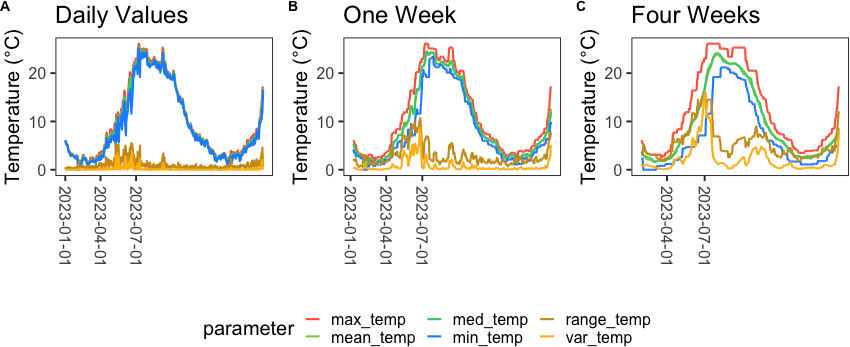 A
Daily Values
B
One Week
C
Four Weeks
Temperature (°C)
20
10
0
2023-01-01
2023-04-01
2023-07-01
Temperature (°C)
20
10
0
2023-01-01
2023-04-01
2023-07-01
Temperature (°C)
20
10
0
2023-04-01
2023-07-01
parameter
max_temp
med_temp
range_temp
mean_temp
min_temp
var_temp